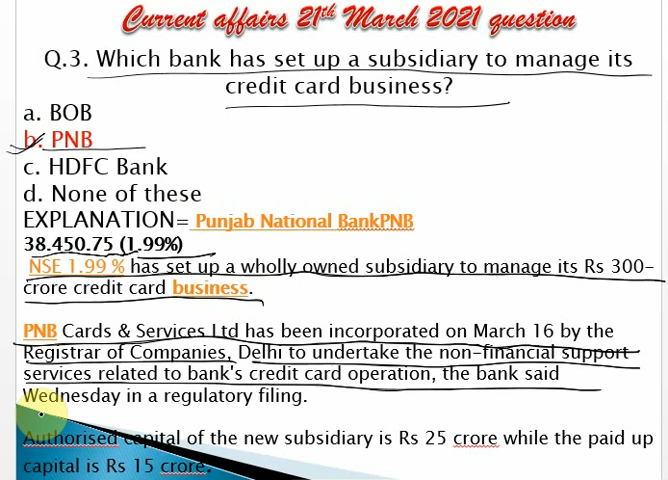 Current affairs 21th March 2021 question
Q.3. Which bank has set up a subsidiary to manage its
credit card business?
a. BOB
b. PNB
c. HDFC Bank
d. None of these
EXPLANATION= Punjab National BankPNB
38.450.75 (1.99%)
NSE 1.99 % has set up a wholly owned subsidiary to manage its Rs 300-
crore credit card business.
PNB Cards & Services Ltd has been incorporated on March 16 by the
Registrar of Companies, Delhi to undertake the non-financial support
services related to bank's credit card operation, the bank said
Wednesday in a regulatory filing.
Authorised capital of the new subsidiary is Rs 25 crore while the paid up
capital is Rs 15 crore.